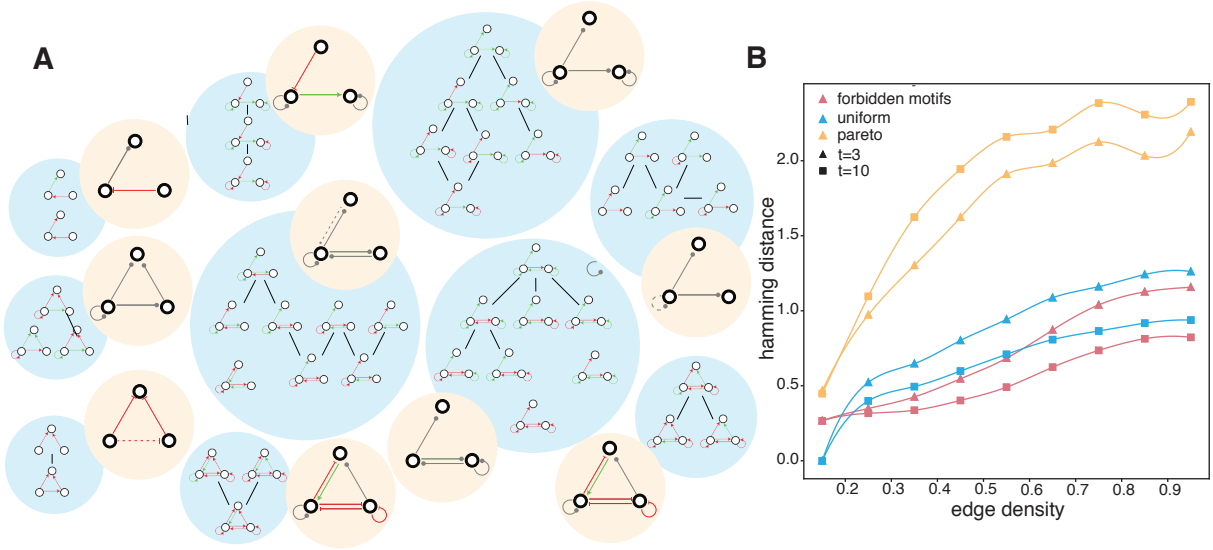 A
B
forbidden motifs
uniform
pareto
t=3
t=10
hamming distance
2.0
1.5
1.0
0.5
0.0
0.2 0.3 0.4 0.5 0.6 0.7 0.8 0.9
edge density